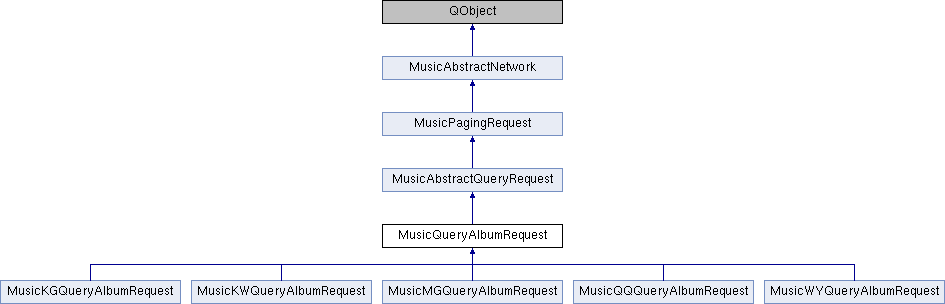 QObject
MusicAbstractNetwork
MusicPagingRequest
MusicAbstractQueryRequest
MusicQueryAlbumRequest
MusicKGQueryAlbumRequest MusicKWQueryAlbumRequest MusicMGQueryAlbumRequest MusicQQQueryAlbumRequest MusicWYQueryAlbumRequest